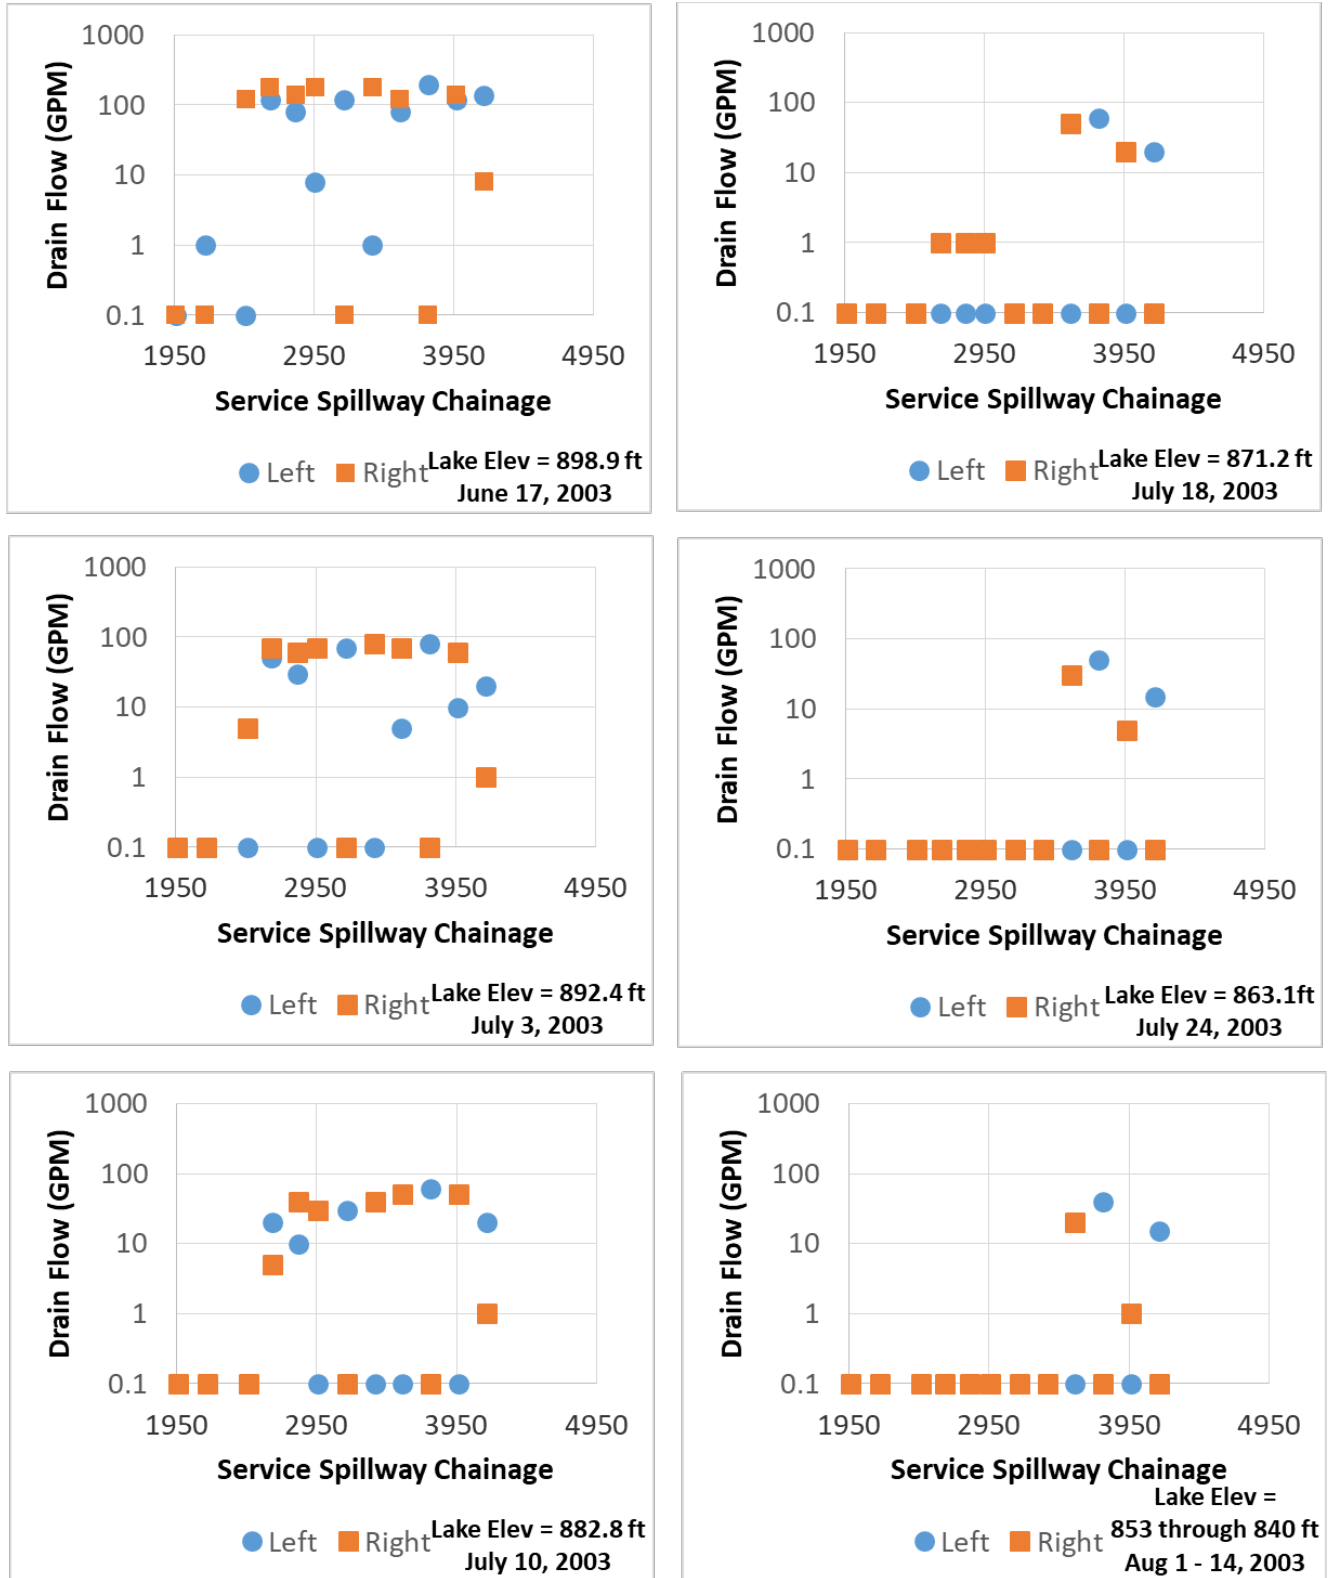 1000
100
10
1
0.1
Drain Flow (GPM)
1950 2950 3950 4950
Service Spillway Chainage
Left Right
Lake Elev = 898.9 ft
June 17, 2003
1000
100
10
1
0.1
Drain Flow (GPM)
1950 2950 3950 4950
Service Spillway Chainage
Left Right
Lake Elev = 871.2 ft
July 18, 2003
1000
100
10
1
0.1
Drain Flow (GPM)
1950 2950 3950 4950
Service Spillway Chainage
Left Right
Lake Elev = 892.4 ft
July 3, 2003
1000
100
10
1
0.1
Drain Flow (GPM)
1950 2950 3950 4950
Service Spillway Chainage
Left Right
Lake Elev = 863.1ft
July 24, 2003
1000
100
10
1
0.1
Drain Flow (GPM)
1950 2950 3950 4950
Service Spillway Chainage
Left Right
Lake Elev = 882.8 ft
July 10, 2003
1000
100
10
1
0.1
Drain Flow (GPM)
1950 2950 3950 4950
Service Spillway Chainage
Left Right
Lake Elev =
853 through 840 ft
Aug 1 - 14, 2003